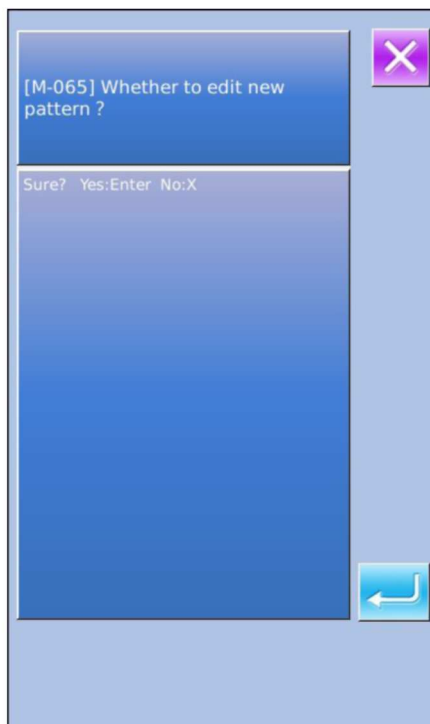 [M-065] Whether to edit new
pattern ?
Sure? Yes:Enter No:X